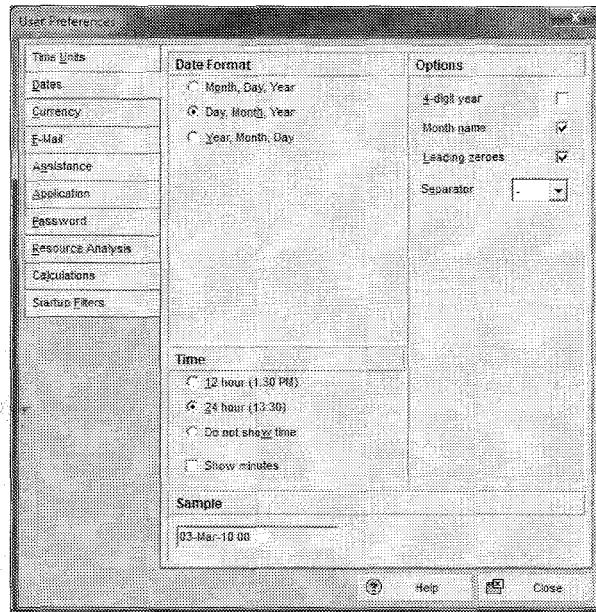 User Preferences
Time Units
Dates
Currency
E-Mail
Assistance
Application
Password
Resource Analysis
Calculations
Startup Filters
Date Format
Month, Day, Year
Day, Month, Year
Year, Month, Day
Options
4-digit year
Month name
Leading zeroes
Separator -
Time
12 hour (1:30 PM)
24 hour (13:30)
Do not show time
Show minutes
Sample
03-Mar-10 00
Help
Close